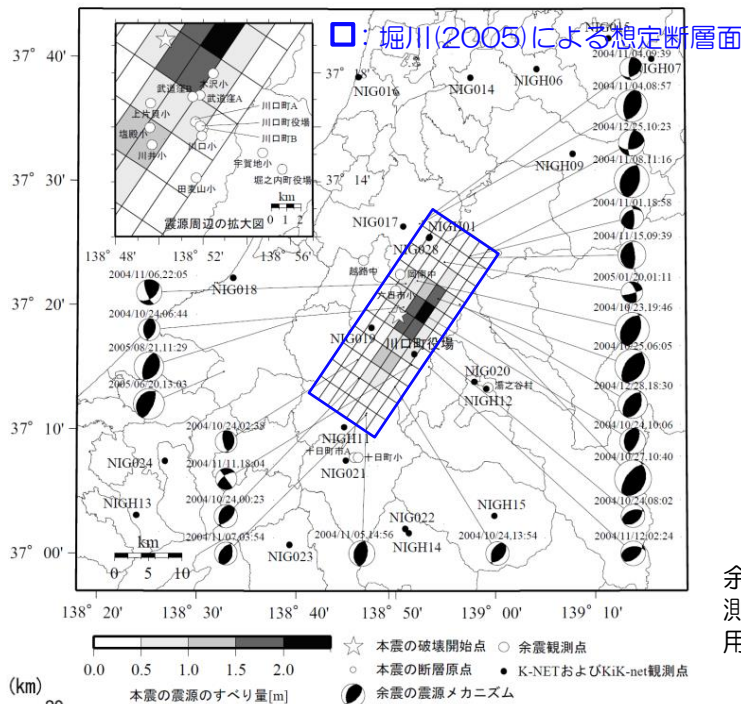 □：堀川(2005)による想定断層面
37° 40'
37° 30'
37° 20'
37° 10'
37° 00'
138° 20'
138° 30'
138° 40'
138° 50'
139° 00'
139° 10'
37° 18'
37° 14'
138° 48'
138° 52'
138° 56'
木沢小
武道窪B
武道窪A
川口町A
上片貝小
川口町役場
塩殿小
川口町B
川井小
川口小
宇賀地小
田麦山小
堀之内町役場
km
0 1 2
震源周辺の拡大図
NIG015
NIGH07
NIGH06
NIG014
NIG016
NIGH09
NIG017
NIGH01
NIG028
越路中
岡南中
六日市小
NIG018
NIG019
川口町役場
NIG020
湯之谷村
NIGH12
NIGH11
十日町市A
十日町小
NIG021
NIG024
NIGH13
NIG023
NIG022
NIGH14
NIGH15
2004/11/04,09:39
2004/11/04,08:57
2004/12/25,10:23
2004/11/08,11:16
2004/11/01,18:58
2004/11/15,09:39
2005/01/20,01:11
2004/10/23,19:46
2004/10/25,06:05
2004/12/28,18:30
2004/10/24,10:06
2004/10/27,10:40
2004/10/24,08:02
2004/11/12,02:24
2004/11/06,22:05
2004/10/24,06:44
2005/08/21,11:29
2005/06/20,13:03
2004/10/24,02:38
2004/11/11,18:04
2004/10/24,00:23
2004/11/07,03:54
2004/11/05,14:56
2004/10/24,13:54
km
0 5 10
0.0 0.5 1.0 1.5 2.0
本震の震源のすべり量[m]
本震の破壊開始点
余震観測点
本震の断層原点
K-NETおよびKiK-net観測点
余震の震源メカニズム
余
測
用
(km)